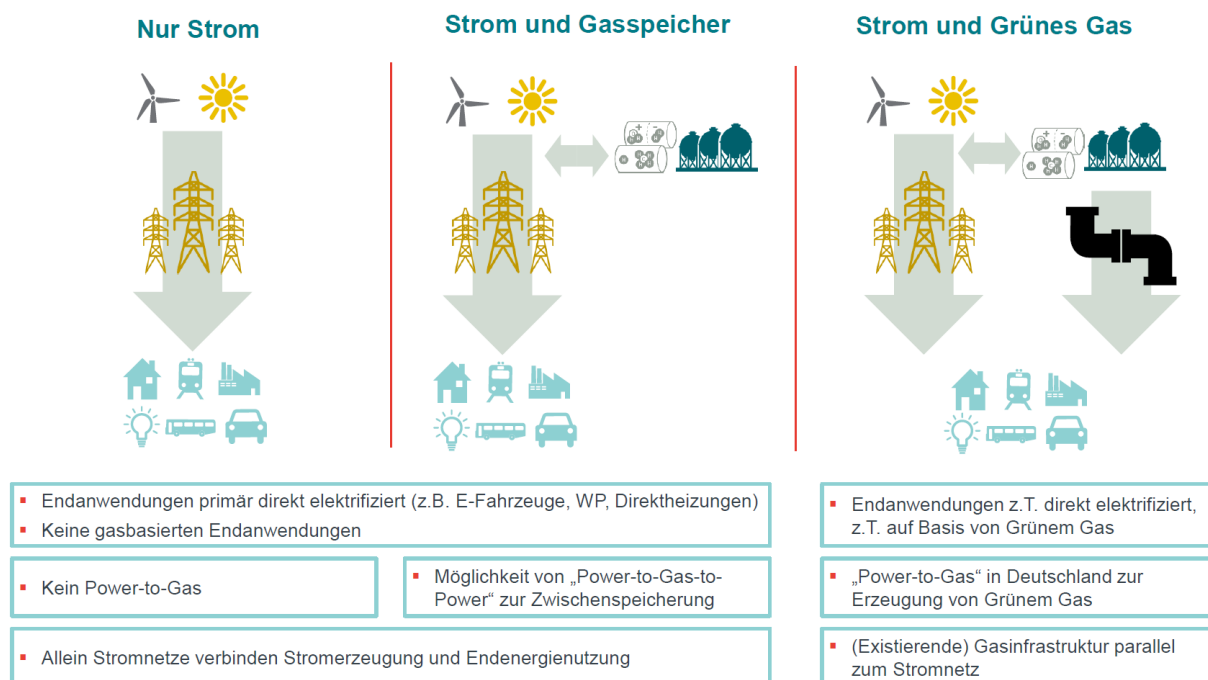 Nur Strom
Strom und Gasspeicher
Strom und Grünes Gas
Endanwendungen primär direkt elektrifiziert (z.B. E-Fahrzeuge, WP, Direktheizungen)
Keine gasbasierten Endanwendungen
Endanwendungen z.T. direkt elektrifiziert,
z.T. auf Basis von Grünem Gas
Kein Power-to-Gas
Möglichkeit von „Power-to-Gas-to-
Power“ zur Zwischenspeicherung
„Power-to-Gas“ in Deutschland zur
Erzeugung von Grünem Gas
Allein Stromnetze verbinden Stromerzeugung und Endenergienutzung
(Existierende) Gasinfrastruktur parallel
zum Stromnetz